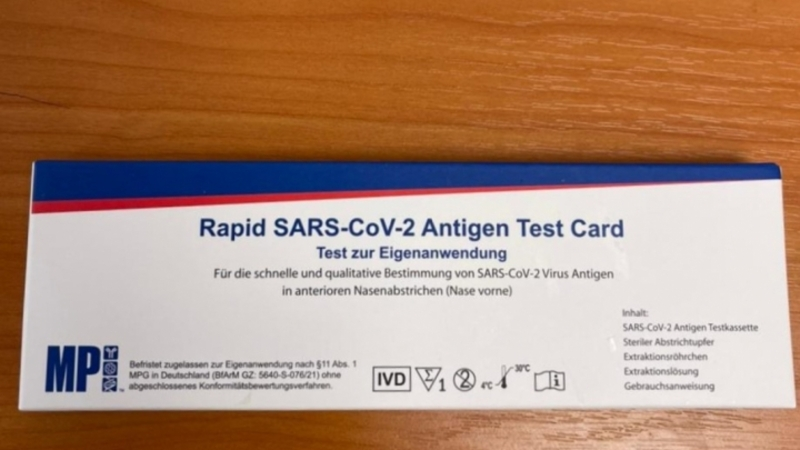 Rapid SARS-CoV-2 Antigen Test Card
Test zur Eigenanwendung
Für die schnelle und qualitative Bestimmung von SARS-CoV-2 Virus Antigen
in anterioren Nasenabstrichen (Nase vorne)
Inhalt:
SARS-CoV-2 Antigen Testkassette
Steriler Abstrichtupfer
Extraktionsröhrchen
Extraktionslösung
Gebrauchsanweisung
MP
Befristet zugelassen zur Eigenanwendung nach §11 Abs. 1
MPG in Deutschland (BfArM GZ: 5640-S-076/21) ohne
abgeschlossenes Konformitätsbewertungsverfahren.
IVD Σ 1 2 4°C 30°C i